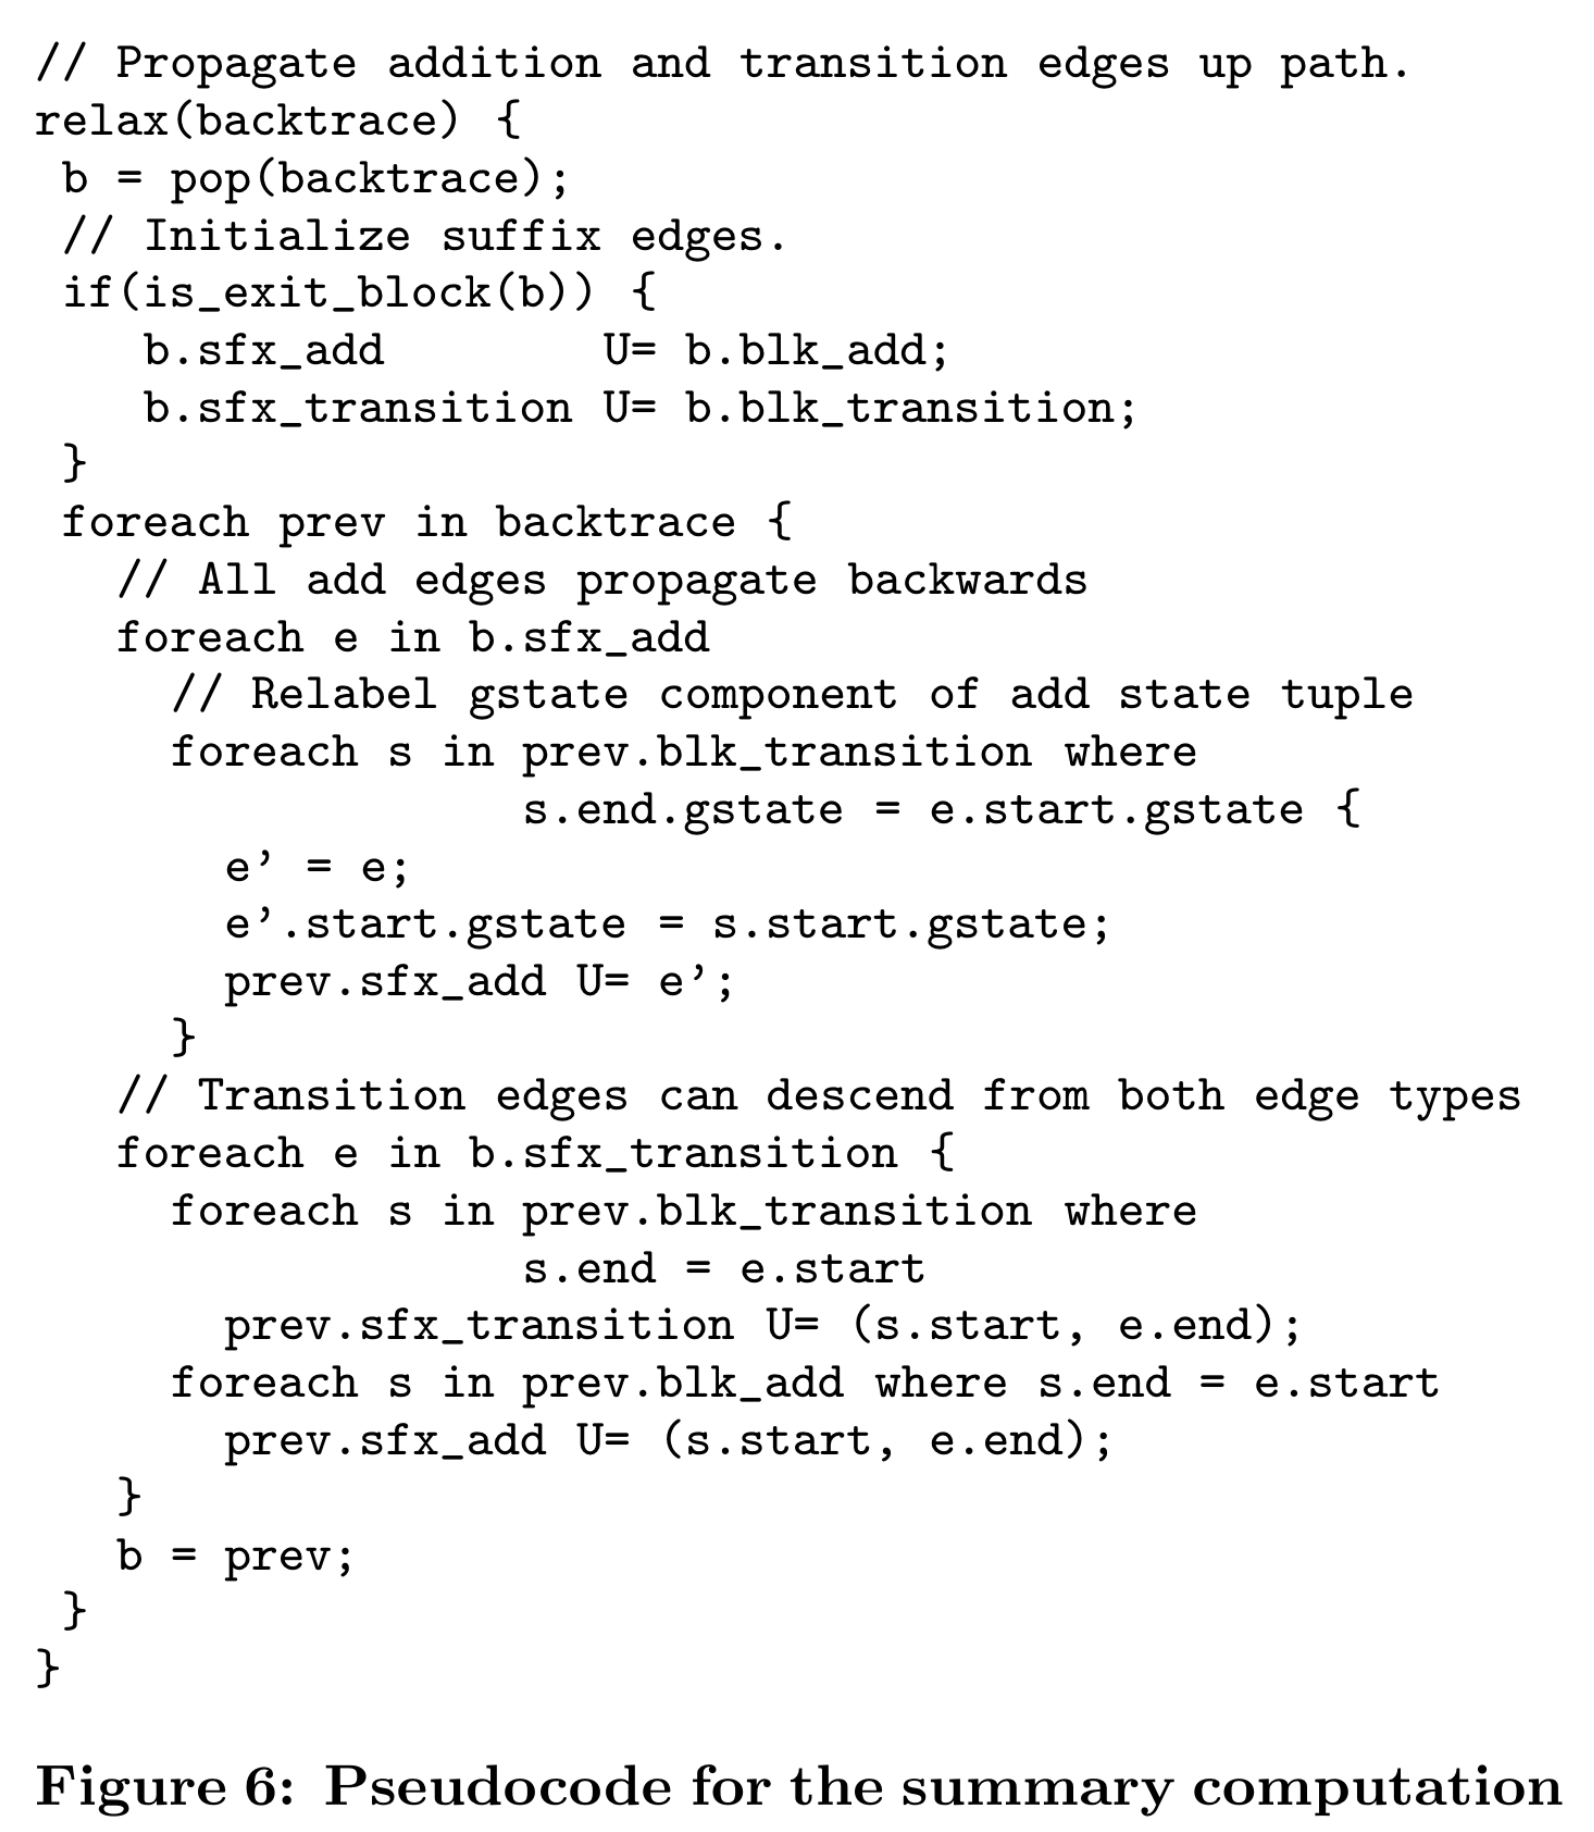 // Propagate addition and transition edges up path.
relax(backtrace) {
 b = pop(backtrace);
 // Initialize suffix edges.
 if(is_exit_block(b)) {
    b.sfx_add        U= b.blk_add;
    b.sfx_transition U= b.blk_transition;
 }
 foreach prev in backtrace {
   // All add edges propagate backwards
   foreach e in b.sfx_add
     // Relabel gstate component of add state tuple
     foreach s in prev.blk_transition where
                  s.end.gstate = e.start.gstate {
       e’ = e;
       e’.start.gstate = s.start.gstate;
       prev.sfx_add U= e’;
     }
   // Transition edges can descend from both edge types
   foreach e in b.sfx_transition {
     foreach s in prev.blk_transition where
                  s.end = e.start
       prev.sfx_transition U= (s.start, e.end);
     foreach s in prev.blk_add where s.end = e.start
       prev.sfx_add U= (s.start, e.end);
   }
   b = prev;
 }
}
Figure 6: Pseudocode for the summary computation